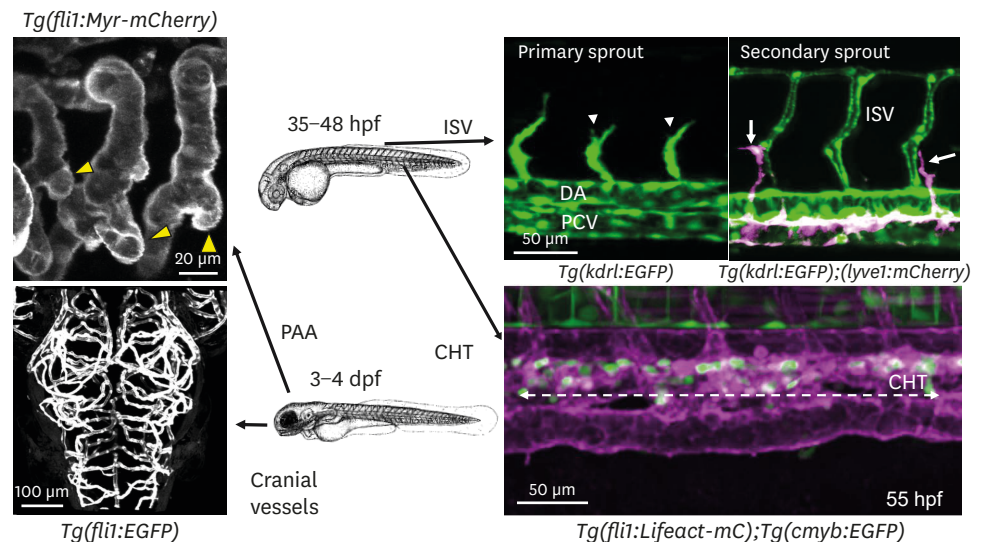 Tg(fli1:Myr-mCherry)
20 µm
100 µm
Tg(fli1:EGFP)
35–48 hpf
ISV
PAA
CHT
3–4 dpf
Cranial
vessels
Primary sprout
DA
PCV
50 µm
Tg(kdrl:EGFP)
Secondary sprout
ISV
Tg(kdrl:EGFP);(lyve1:mCherry)
CHT
50 µm
55 hpf
Tg(fli1:Lifeact-mC);Tg(cmyb:EGFP)